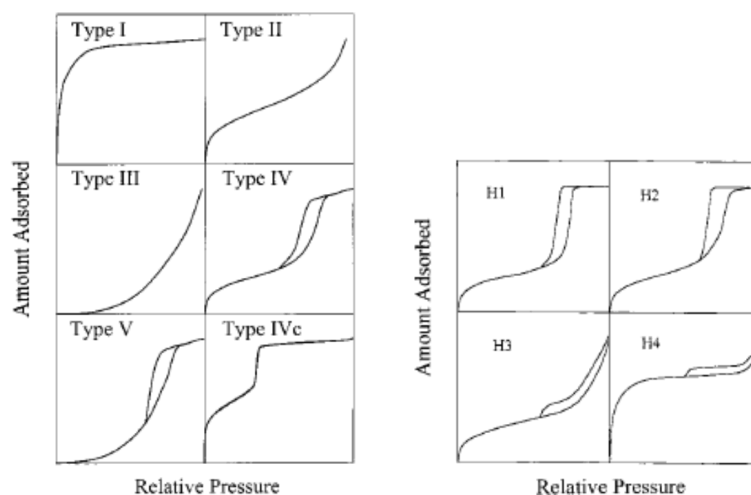 Type I
Type II
Type III
Type IV
Type V
Type IVc
Amount Adsorbed
Relative Pressure
H1
H2
H3
H4
Amount Adsorbed
Relative Pressure